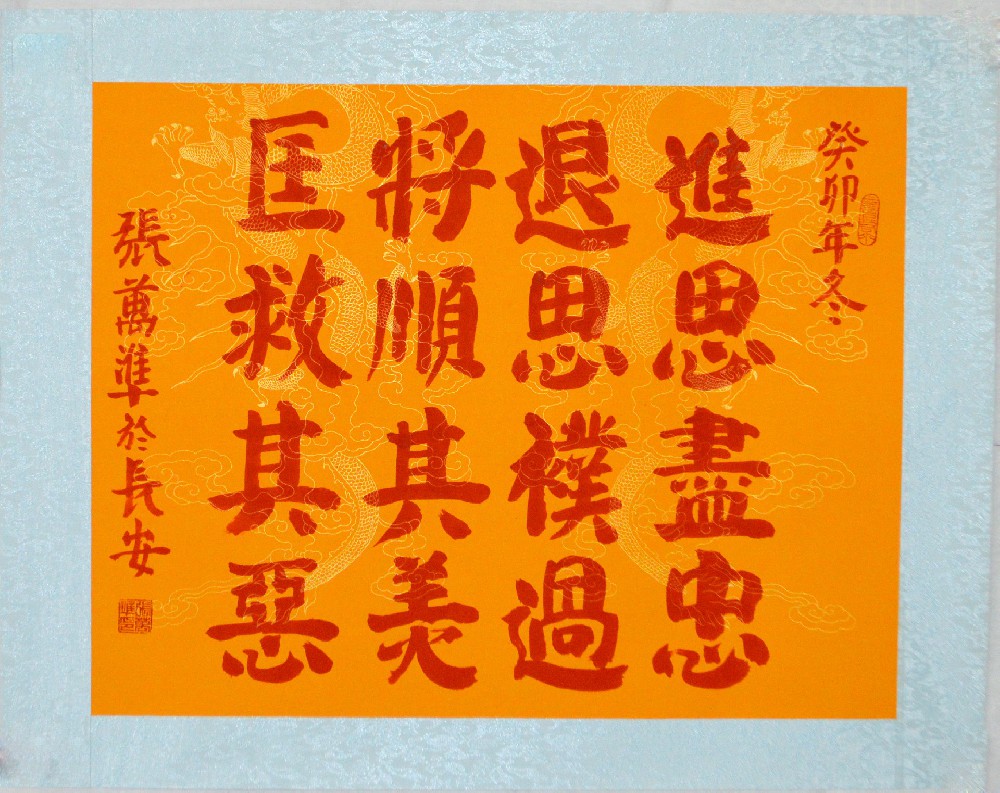 癸卯年冬
進思盡忠
退思襆過
將順其美
匡救其惡
張萬準於長安